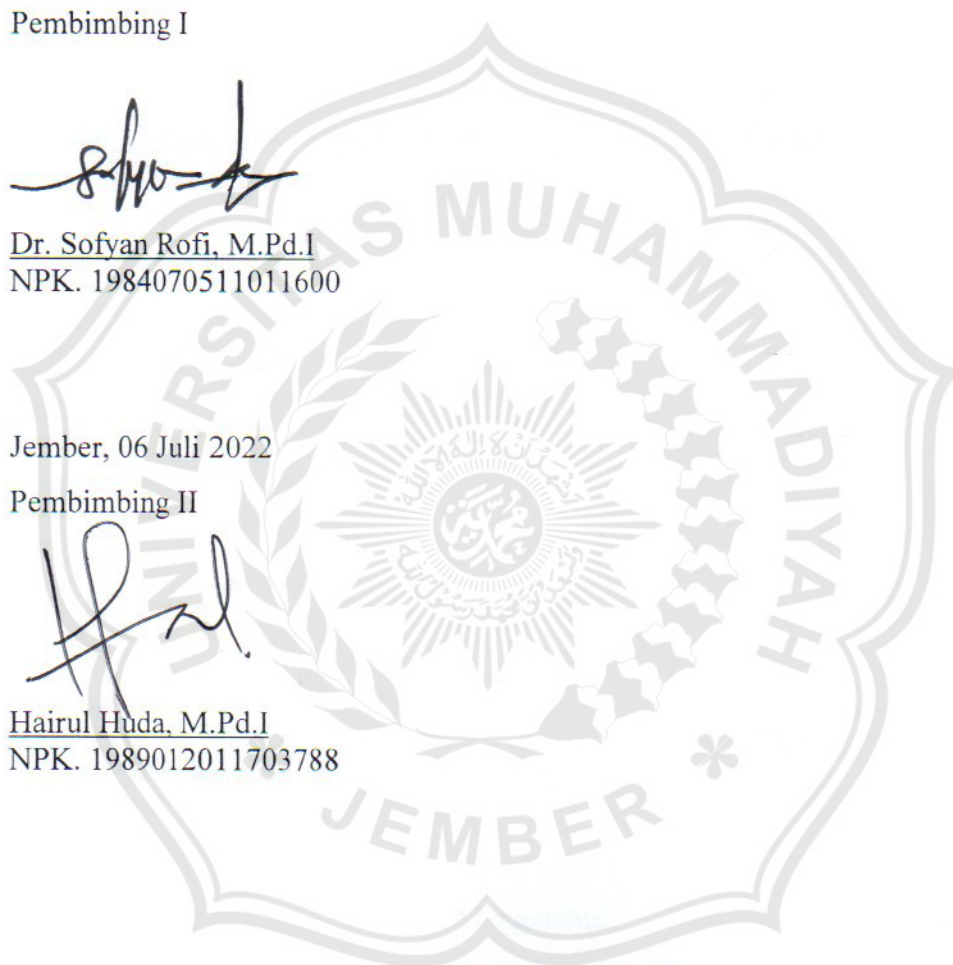 Pembimbing I
Dr. Sofyan Rofi, M.Pd.I
NPK. 1984070511011600
Jember, 06 Juli 2022
Pembimbing II
Hairul Huda, M.Pd.I
NPK. 1989012011703788
UNIVERSITAS MUHAMMADIYAH
JEMBER